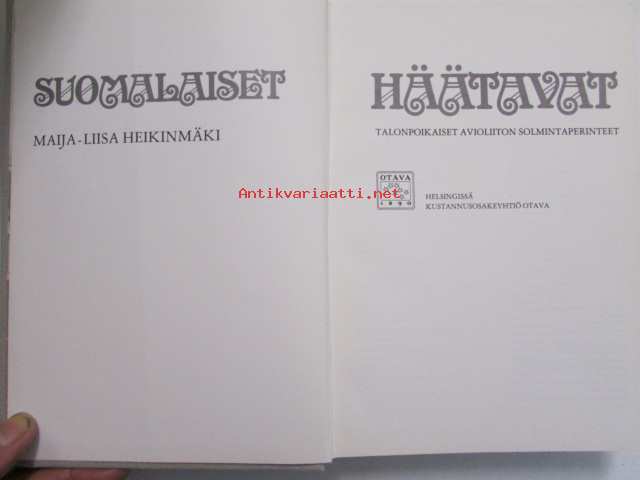 SUOMALAISET
MAIJA-LIISA HEIKINMÄKI
HÄÄTAVAT
TALONPOIKAISET AVIOLIITON SOLMINTAPERINTEET
OTAVA
1890
HELSINGISSÄ
KUSTANNUSOSAKEYHTIÖ OTAVA
Antikvariaatti.net